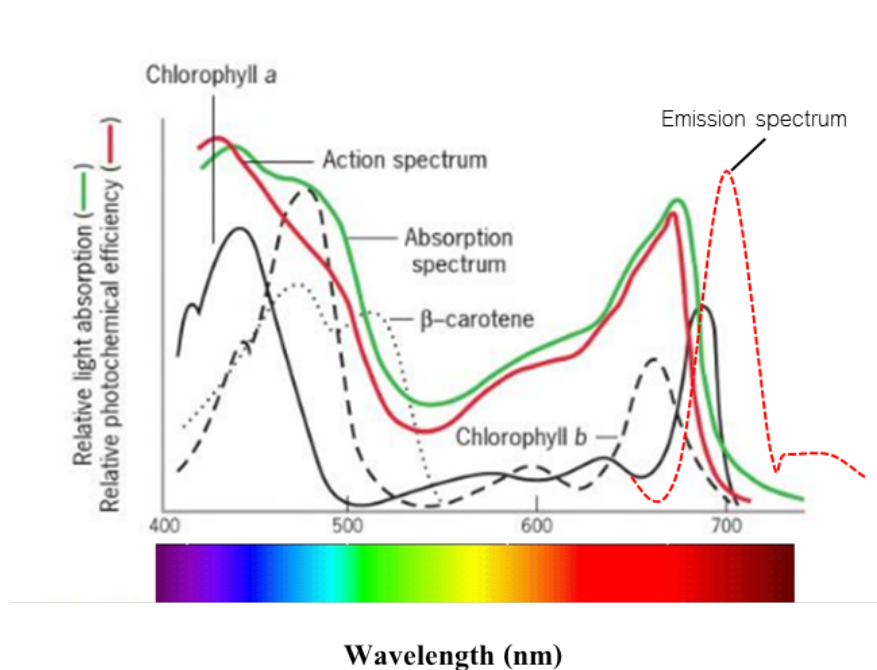 Chlorophyll a
Emission spectrum
Action spectrum
Absorption
spectrum
β–carotene
Chlorophyll b
Relative light absorption (—)
Relative photochemical efficiency (—)
400 500 600 700
Wavelength (nm)